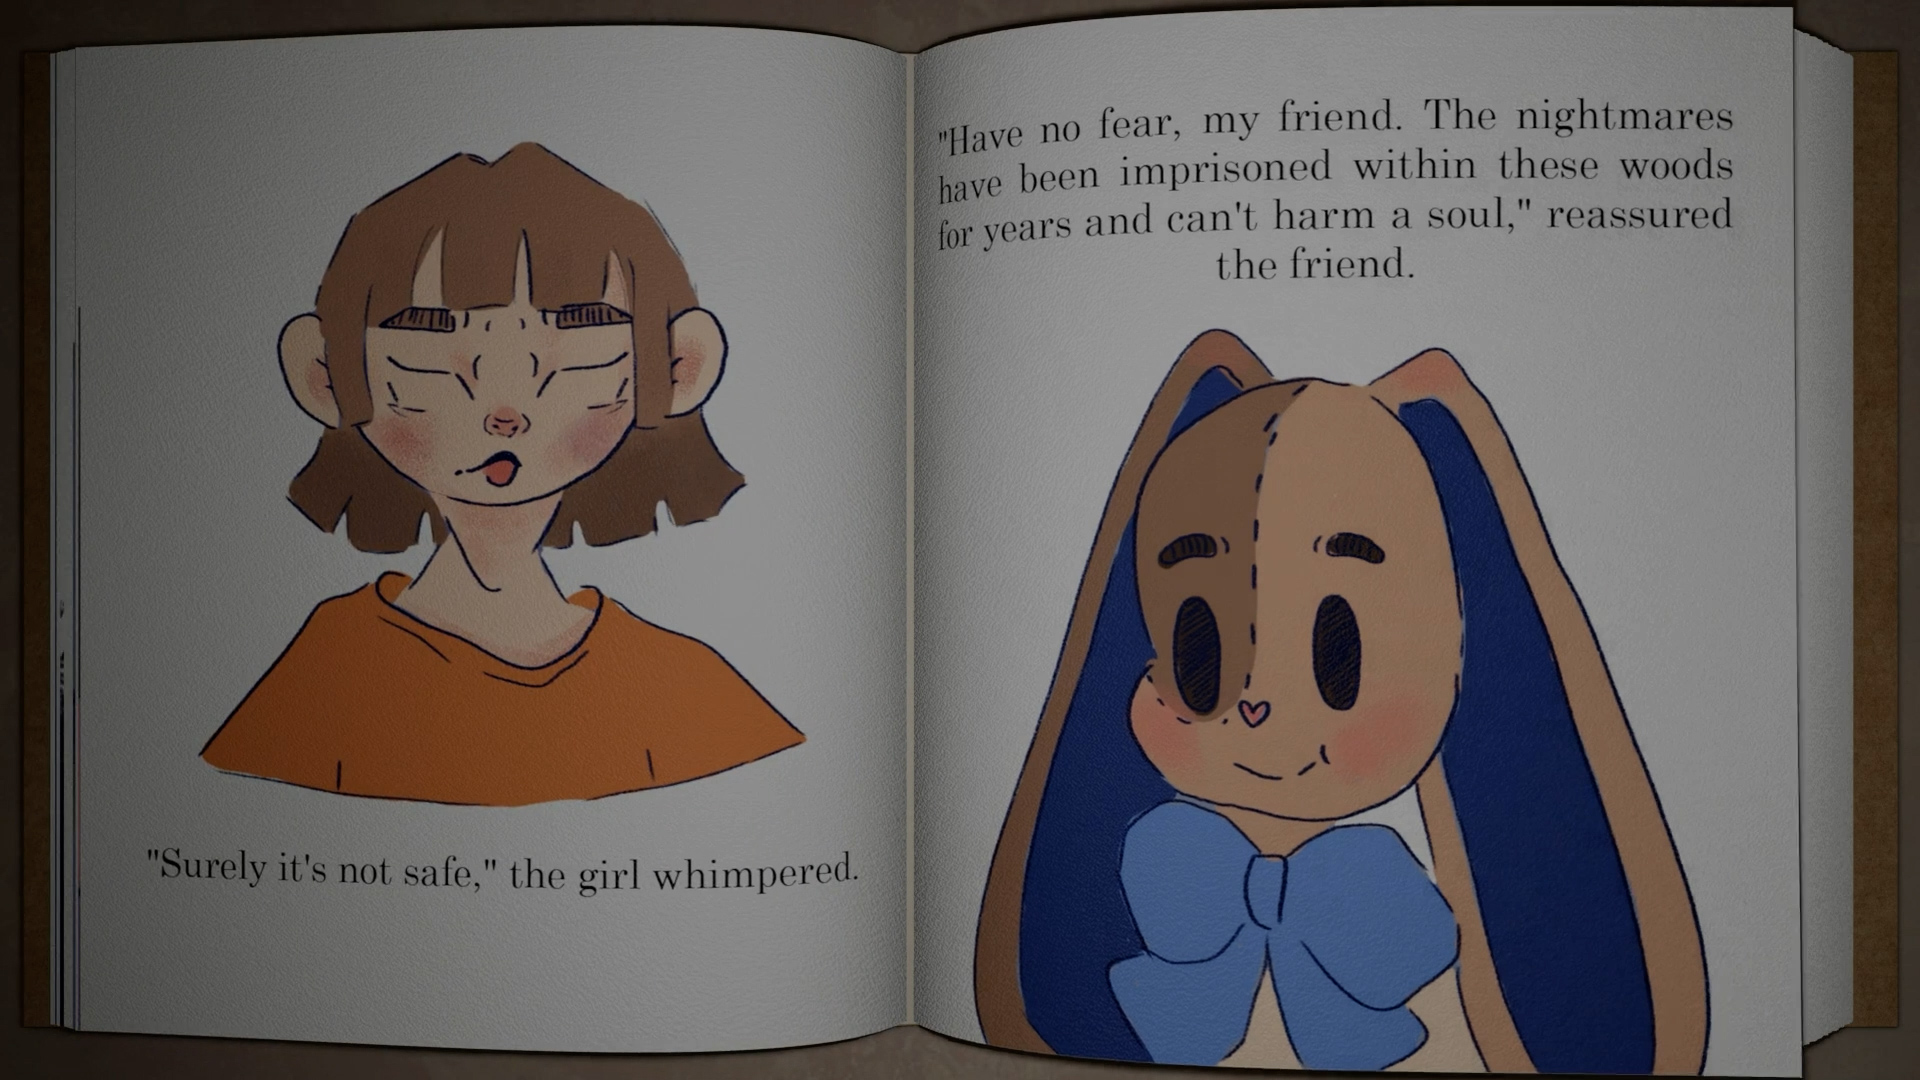 "Surely it's not safe," the girl whimpered.
"Have no fear, my friend. The nightmares
have been imprisoned within these woods
for years and can't harm a soul," reassured
the friend.